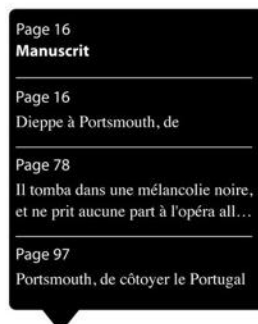 Page 16
Manuscrit
Page 16
Dieppe à Portsmouth, de
Page 78
Il tomba dans une mélancolie noire,
et ne prit aucune part à l'opéra all…
Page 97
Portsmouth, de côtoyer le Portugal